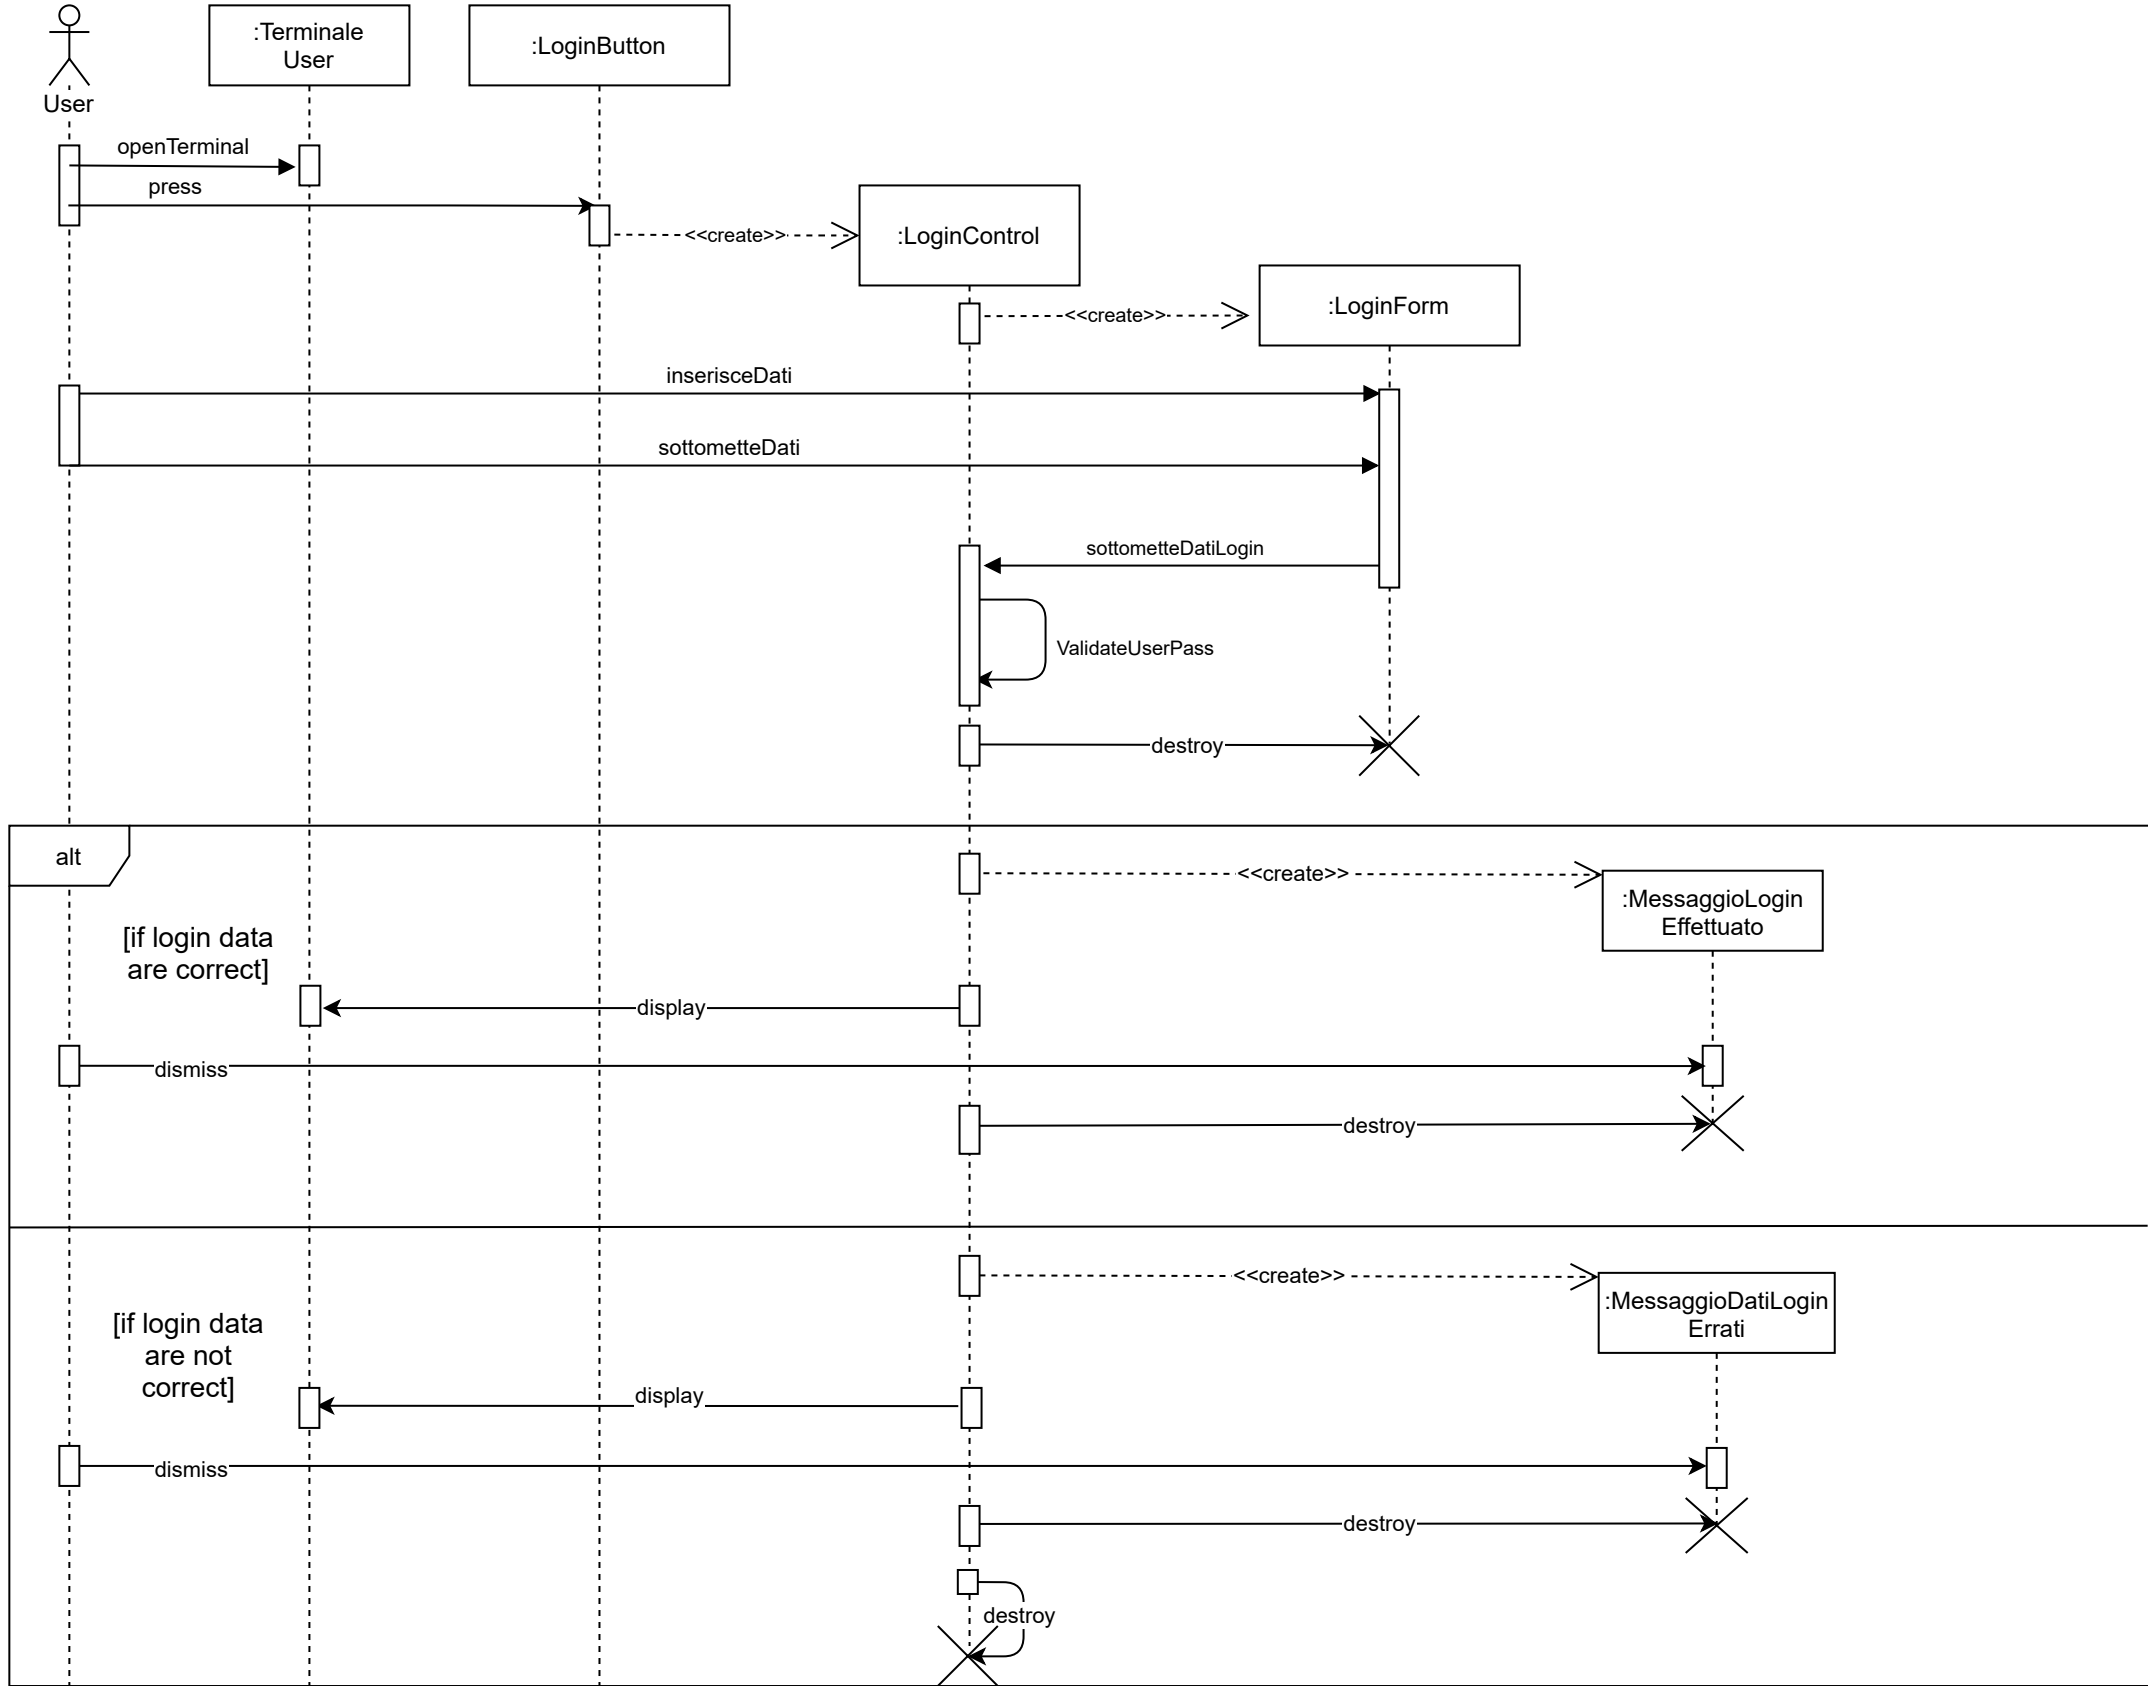 :Terminale
User
:LoginButton
User
openTerminal
press
<<create>>
:LoginControl
<<create>>
:LoginForm
inserisceDati
sottometteDati
sottometteDatiLogin
ValidateUserPass
destroy
alt
<<create>>
:MessaggioLogin
Effettuato
[if login data
are correct]
display
dismiss
destroy
<<create>>
:MessaggioDatiLogin
Errati
[if login data
are not
correct]
display
dismiss
destroy
destroy